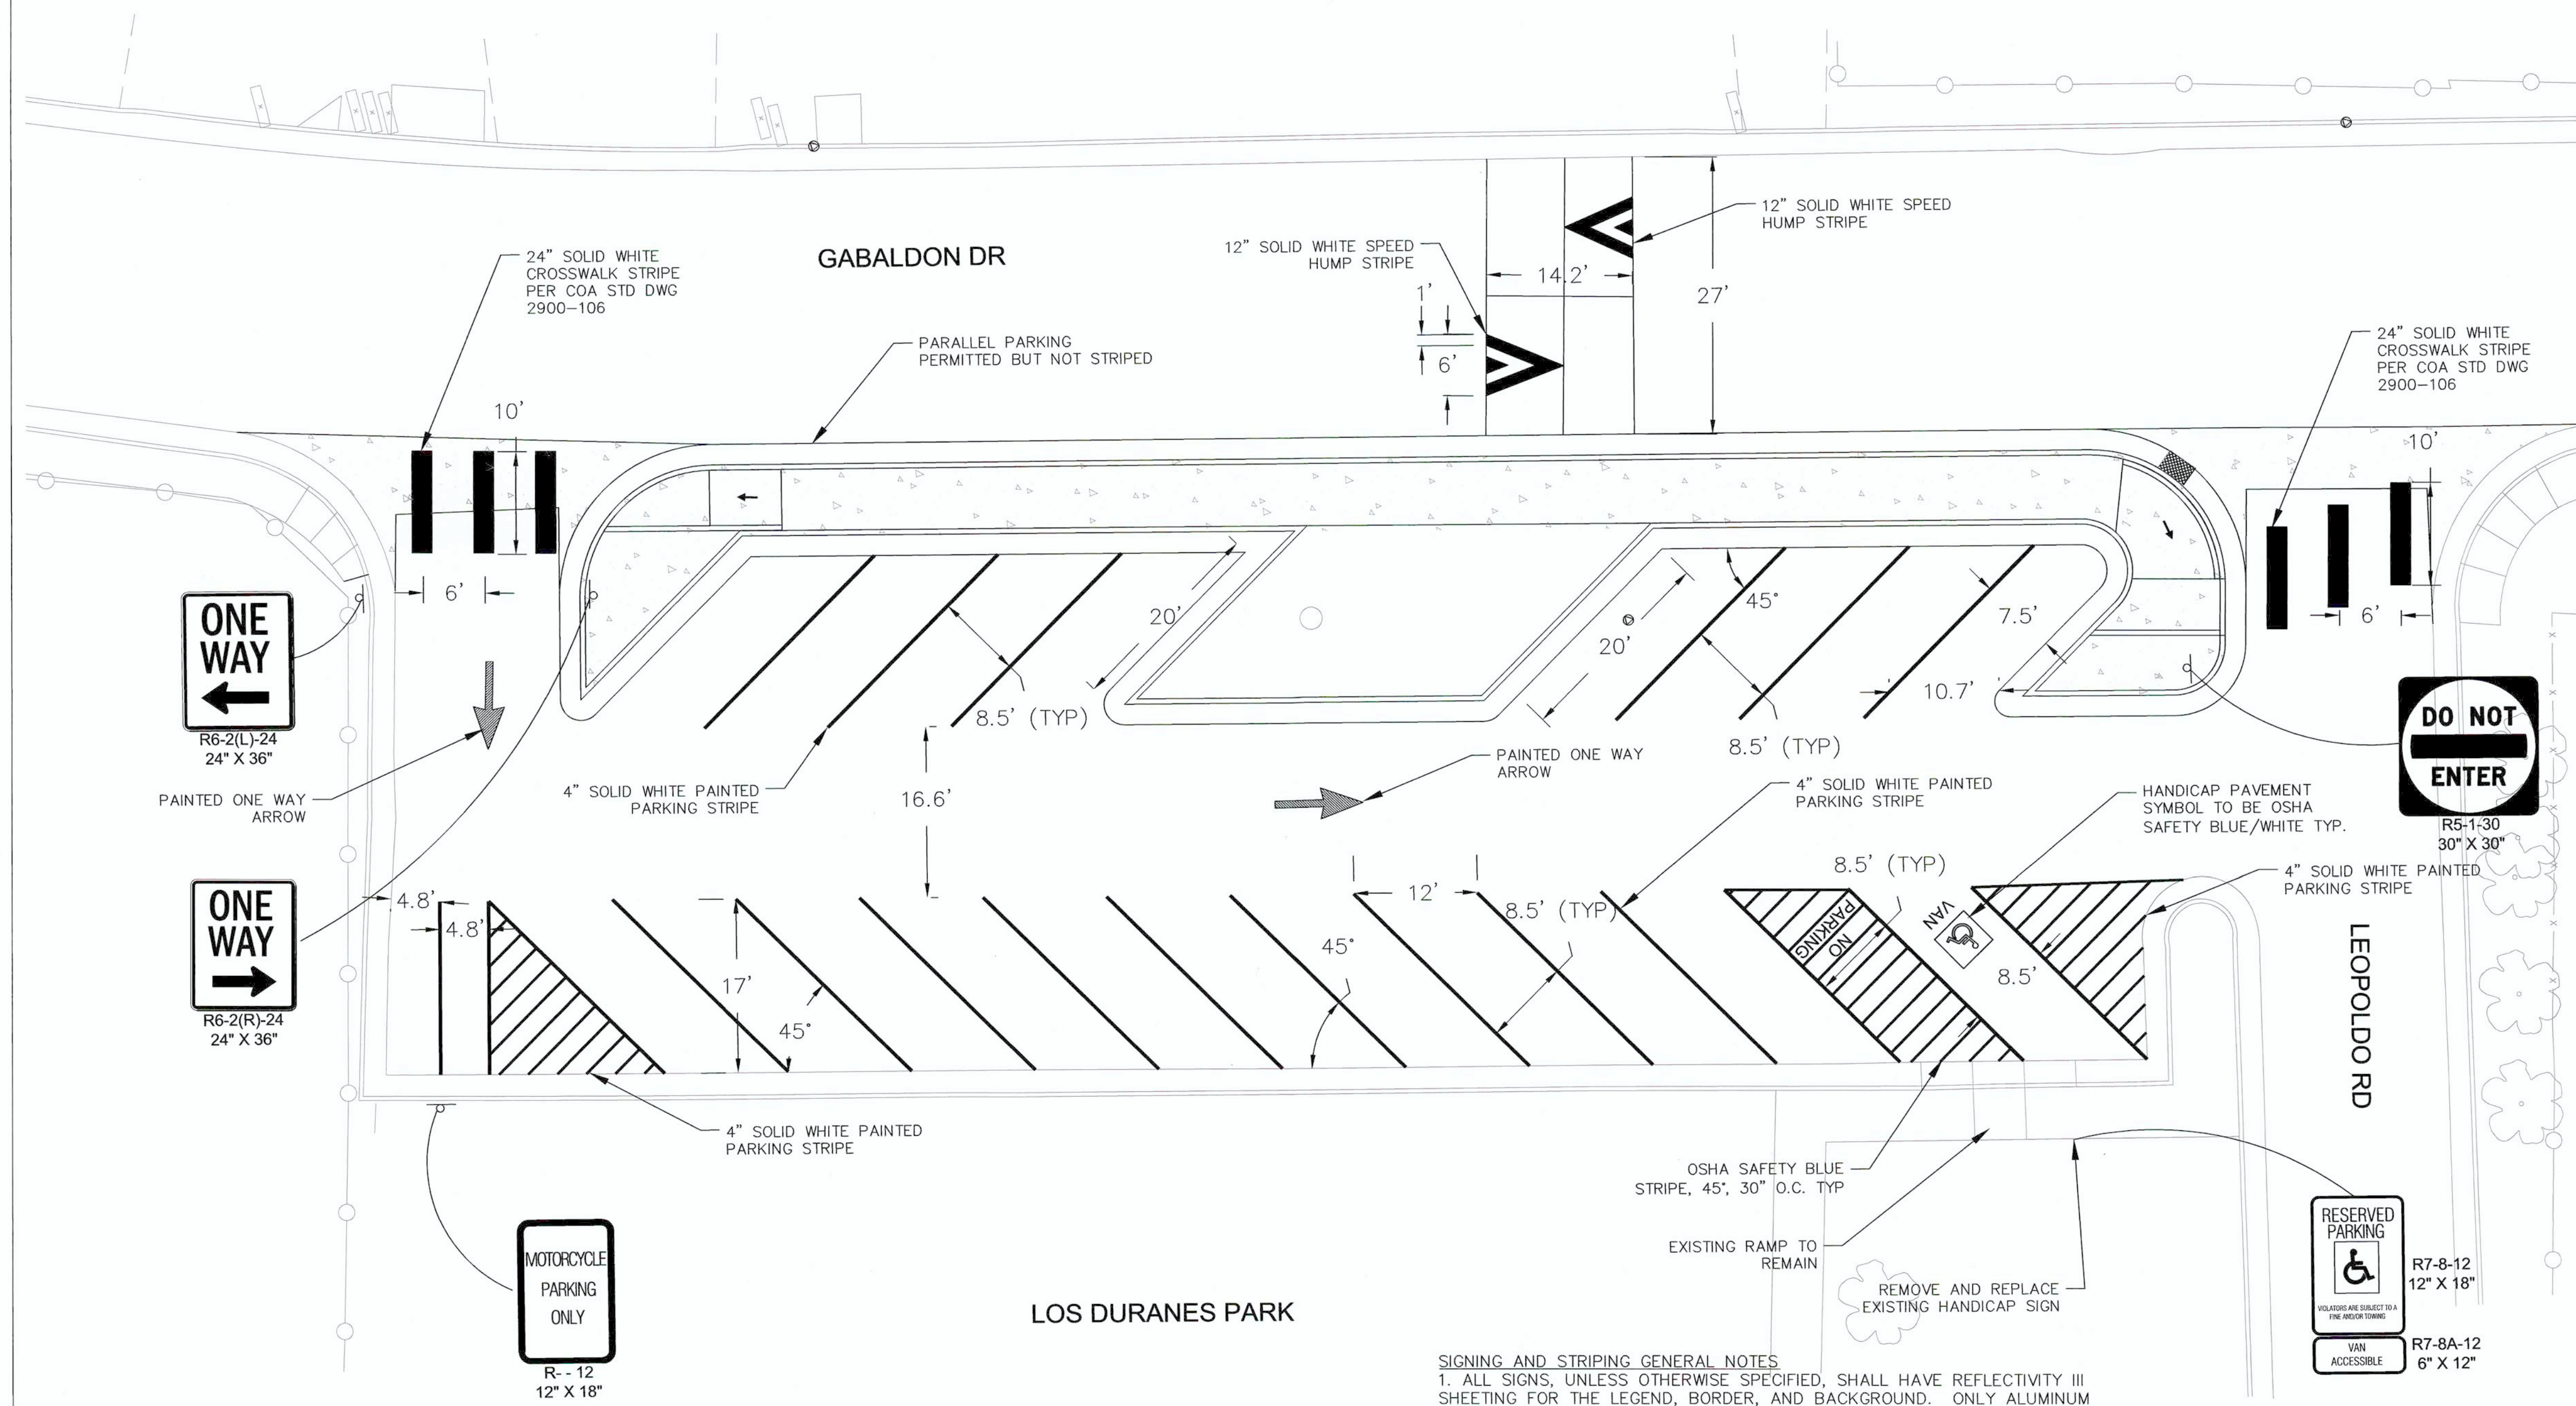 GABALDON DR
24” SOLID WHITE
CROSSWALK STRIPE
PER COA STD DWG
2900–106
PARALLEL PARKING
PERMITTED BUT NOT STRIPED
12” SOLID WHITE SPEED
HUMP STRIPE
12” SOLID WHITE SPEED
HUMP STRIPE
14.2’
27’
1’
6’
24” SOLID WHITE
CROSSWALK STRIPE
PER COA STD DWG
2900–106
10’
10’
6’
6’
ONE
WAY
R6-2(L)-24
24" X 36"
PAINTED ONE WAY
ARROW
20’
8.5’ (TYP)
20’
45°
7.5’
10.7’
8.5’ (TYP)
4” SOLID WHITE PAINTED
PARKING STRIPE
16.6’
PAINTED ONE WAY
ARROW
4” SOLID WHITE PAINTED
PARKING STRIPE
HANDICAP PAVEMENT
SYMBOL TO BE OSHA
SAFETY BLUE/WHITE TYP.
DO NOT
ENTER
R5-1-30
30" X 30"
4” SOLID WHITE PAINTED
PARKING STRIPE
ONE
WAY
R6-2(R)-24
24" X 36"
4.8’
4.8’
17’
45°
45°
12’
8.5’ (TYP)
8.5’ (TYP)
NO
PARKING
VAN
8.5’
LEOPOLDO RD
4” SOLID WHITE PAINTED
PARKING STRIPE
OSHA SAFETY BLUE
STRIPE, 45°, 30” O.C. TYP
EXISTING RAMP TO
REMAIN
REMOVE AND REPLACE
EXISTING HANDICAP SIGN
MOTORCYCLE
PARKING
ONLY
R- - 12
12" X 18"
LOS DURANES PARK
RESERVED
PARKING
VIOLATORS ARE SUBJECT TO A
FINE AND/OR TOWING
R7-8-12
12" X 18"
VAN
ACCESSIBLE
R7-8A-12
6" X 12"
SIGNING AND STRIPING GENERAL NOTES
1. ALL SIGNS, UNLESS OTHERWISE SPECIFIED, SHALL HAVE REFLECTIVITY III
SHEETING FOR THE LEGEND, BORDER, AND BACKGROUND. ONLY ALUMINUM